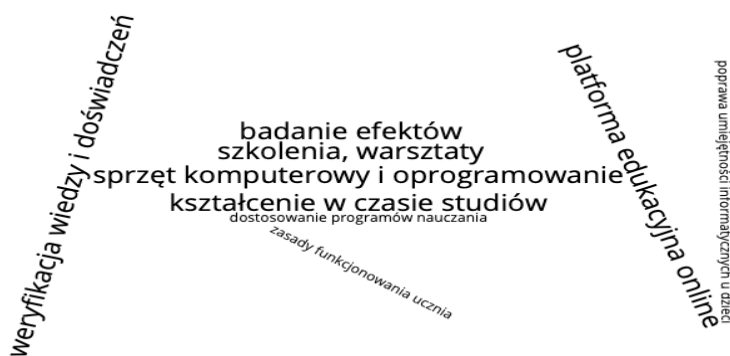 weryfikacja wiedzy i doświadczeń
badanie efektów
szkolenia, warsztaty
sprzęt komputerowy i oprogramowanie
kształcenie w czasie studiów
dostosowanie programów nauczania
zasady funkcjonowania ucznia
platforma edukacyjna online
poprawa umiejętności informatycznych u dzieci